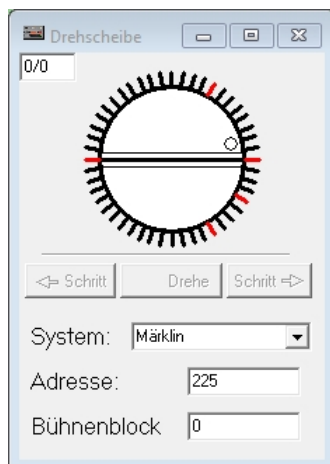 Drehscheibe
0/0
Schritt Drehe Schritt
System: Märklin
Adresse: 225
Bühnenblock 0